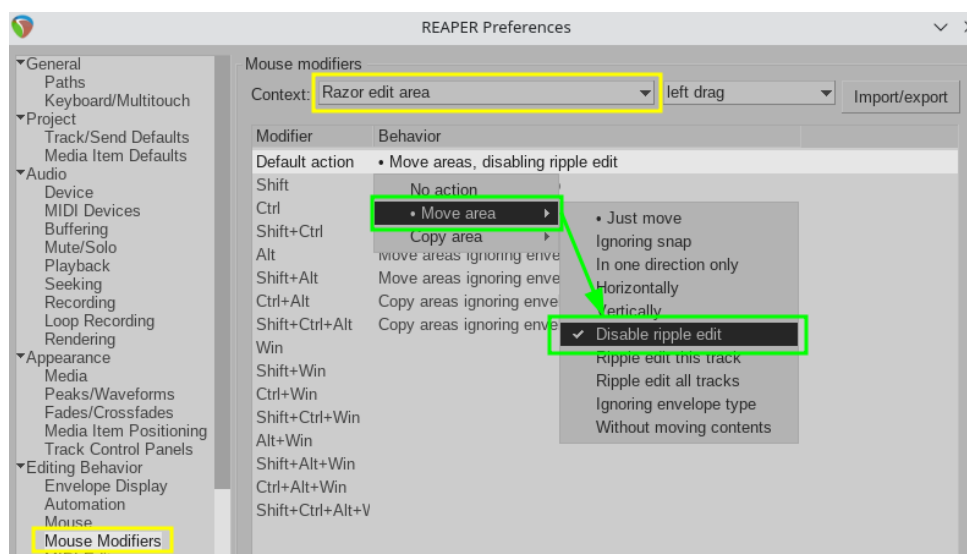 REAPER Preferences
General
Paths
Keyboard/Multitouch
Project
Track/Send Defaults
Media Item Defaults
Audio
Device
MIDI Devices
Buffering
Mute/Solo
Playback
Seeking
Recording
Loop Recording
Rendering
Appearance
Media
Peaks/Waveforms
Fades/Crossfades
Media Item Positioning
Track Control Panels
Editing Behavior
Envelope Display
Automation
Mouse
Mouse Modifiers
Mouse modifiers
Context: Razor edit area left drag Import/export
Modifier Behavior
Default action • Move areas, disabling ripple edit
Shift
Ctrl
Shift+Ctrl
Alt Move areas ignoring enve
Shift+Alt Move areas ignoring enve
Ctrl+Alt Copy areas ignoring enve
Shift+Ctrl+Alt Copy areas ignoring enve
Win
Shift+Win
Ctrl+Win
Shift+Ctrl+Win
Alt+Win
Shift+Alt+Win
Ctrl+Alt+Win
Shift+Ctrl+Alt+W
No action
• Move area
Copy area
• Just move
Ignoring snap
In one direction only
Horizontally
Vertically
✓ Disable ripple edit
Ripple edit this track
Ripple edit all tracks
Ignoring envelope type
Without moving contents